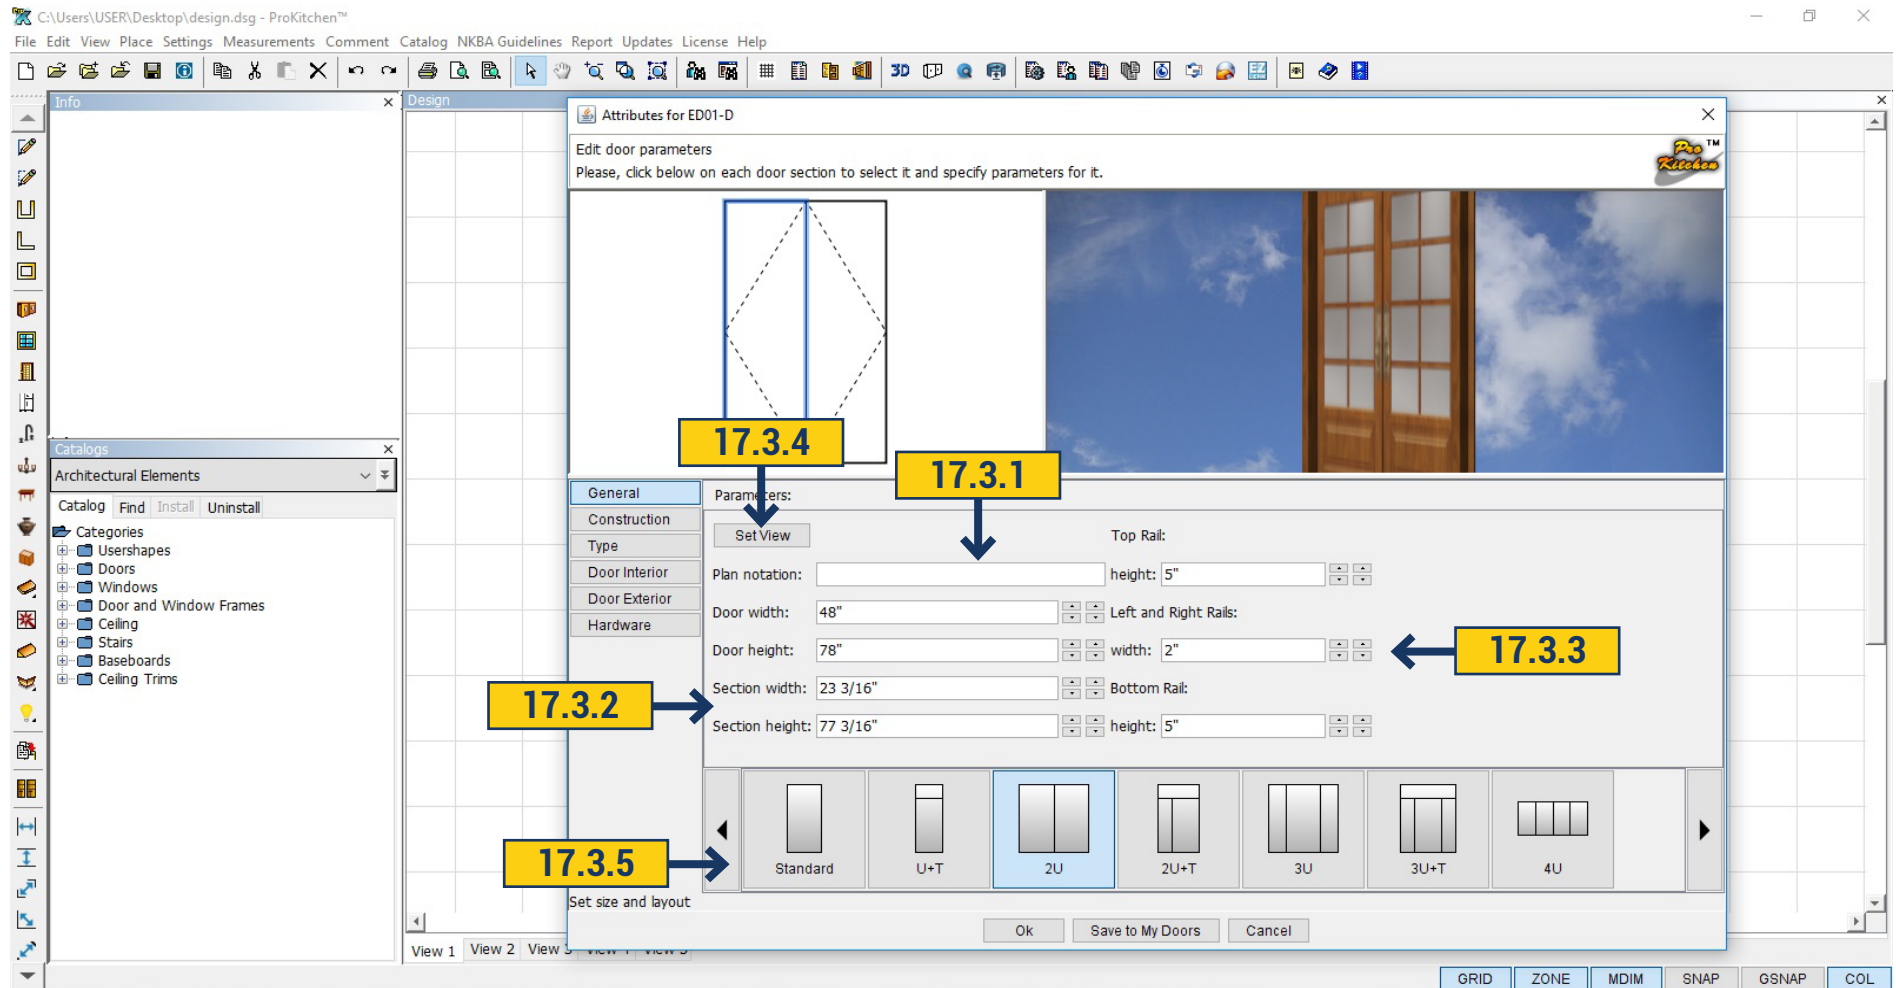 C:\Users\USER\Desktop\design.dsg - ProKitchen™
File Edit View Place Settings Measurements Comment Catalog NKBA Guidelines Report Updates License Help
3D
Info
Design
Attributes for ED01-D
Edit door parameters
Please, click below on each door section to select it and specify parameters for it.
Pro ™
Kitchen
Catalogs
Architectural Elements
Catalog Find Install Uninstall
Categories
Usershapes
Doors
Windows
Door and Window Frames
Ceiling
Stairs
Baseboards
Ceiling Trims
17.3.4
17.3.1
General
Construction
Type
Door Interior
Door Exterior
Hardware
Parameters:
Set View
Top Rail:
Plan notation:
height: 5"
Door width: 48"
Left and Right Rails:
Door height: 78"
width: 2"
17.3.3
Section width: 23 3/16"
Bottom Rail:
17.3.2
Section height: 77 3/16"
height: 5"
Standard
U+T
2U
2U+T
3U
3U+T
4U
17.3.5
Set size and layout
Ok
Save to My Doors
Cancel
View 1 View 2 View
GRID ZONE MDIM SNAP GSNAP COL